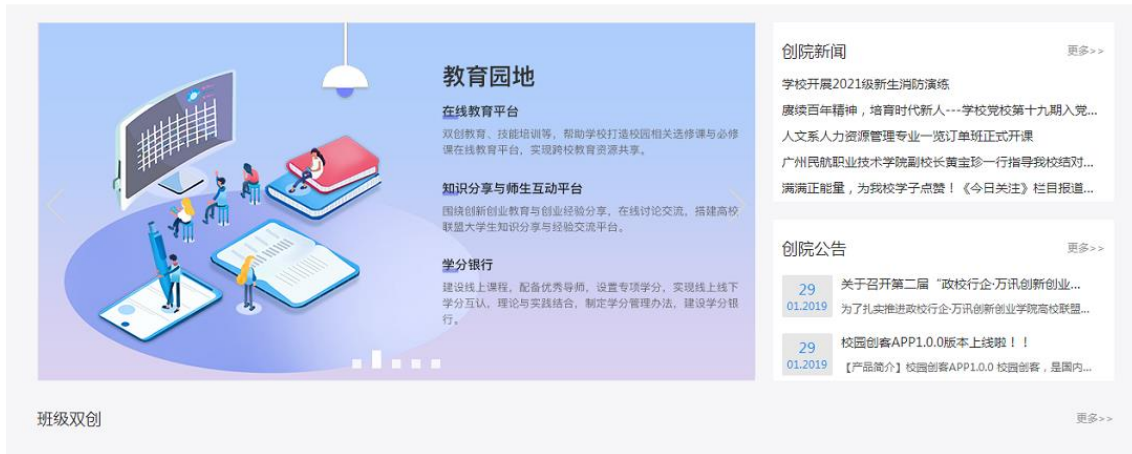 教育园地
在线教育平台
双创教育、技能培训等，帮助学校打造校园相关选修课与必修
课在线教育平台，实现跨校教育资源共享。
知识分享与师生互动平台
围绕创新创业教育与创业经验分享，在线讨论交流，搭建高校
联盟大学生知识分享与经验交流平台。
学分银行
建设线上课程，配备优秀导师，设置专项学分，实现线上线下
学分互认，理论与实践结合，制定学分管理办法，建设学分银
行。
创院新闻 更多>>
学校开展2021级新生消防演练
赓续百年精神，培育时代新人---学校党校第十九期入党...
人文系人力资源管理专业一览订单班正式开课
广州民航职业技术学院副校长黄宝珍一行指导我校结对...
满满正能量，为我校学子点赞！《今日关注》栏目报道...
创院公告 更多>>
29
01.2019
关于召开第二届“政校行企·万讯创新创业...
为了扎实推进政校行企·万讯创新创业学院高校联盟...
29
01.2019
校园创客APP1.0.0版本上线啦！！
【产品简介】校园创客APP1.0.0 校园创客，是国内...
班级双创 更多>>